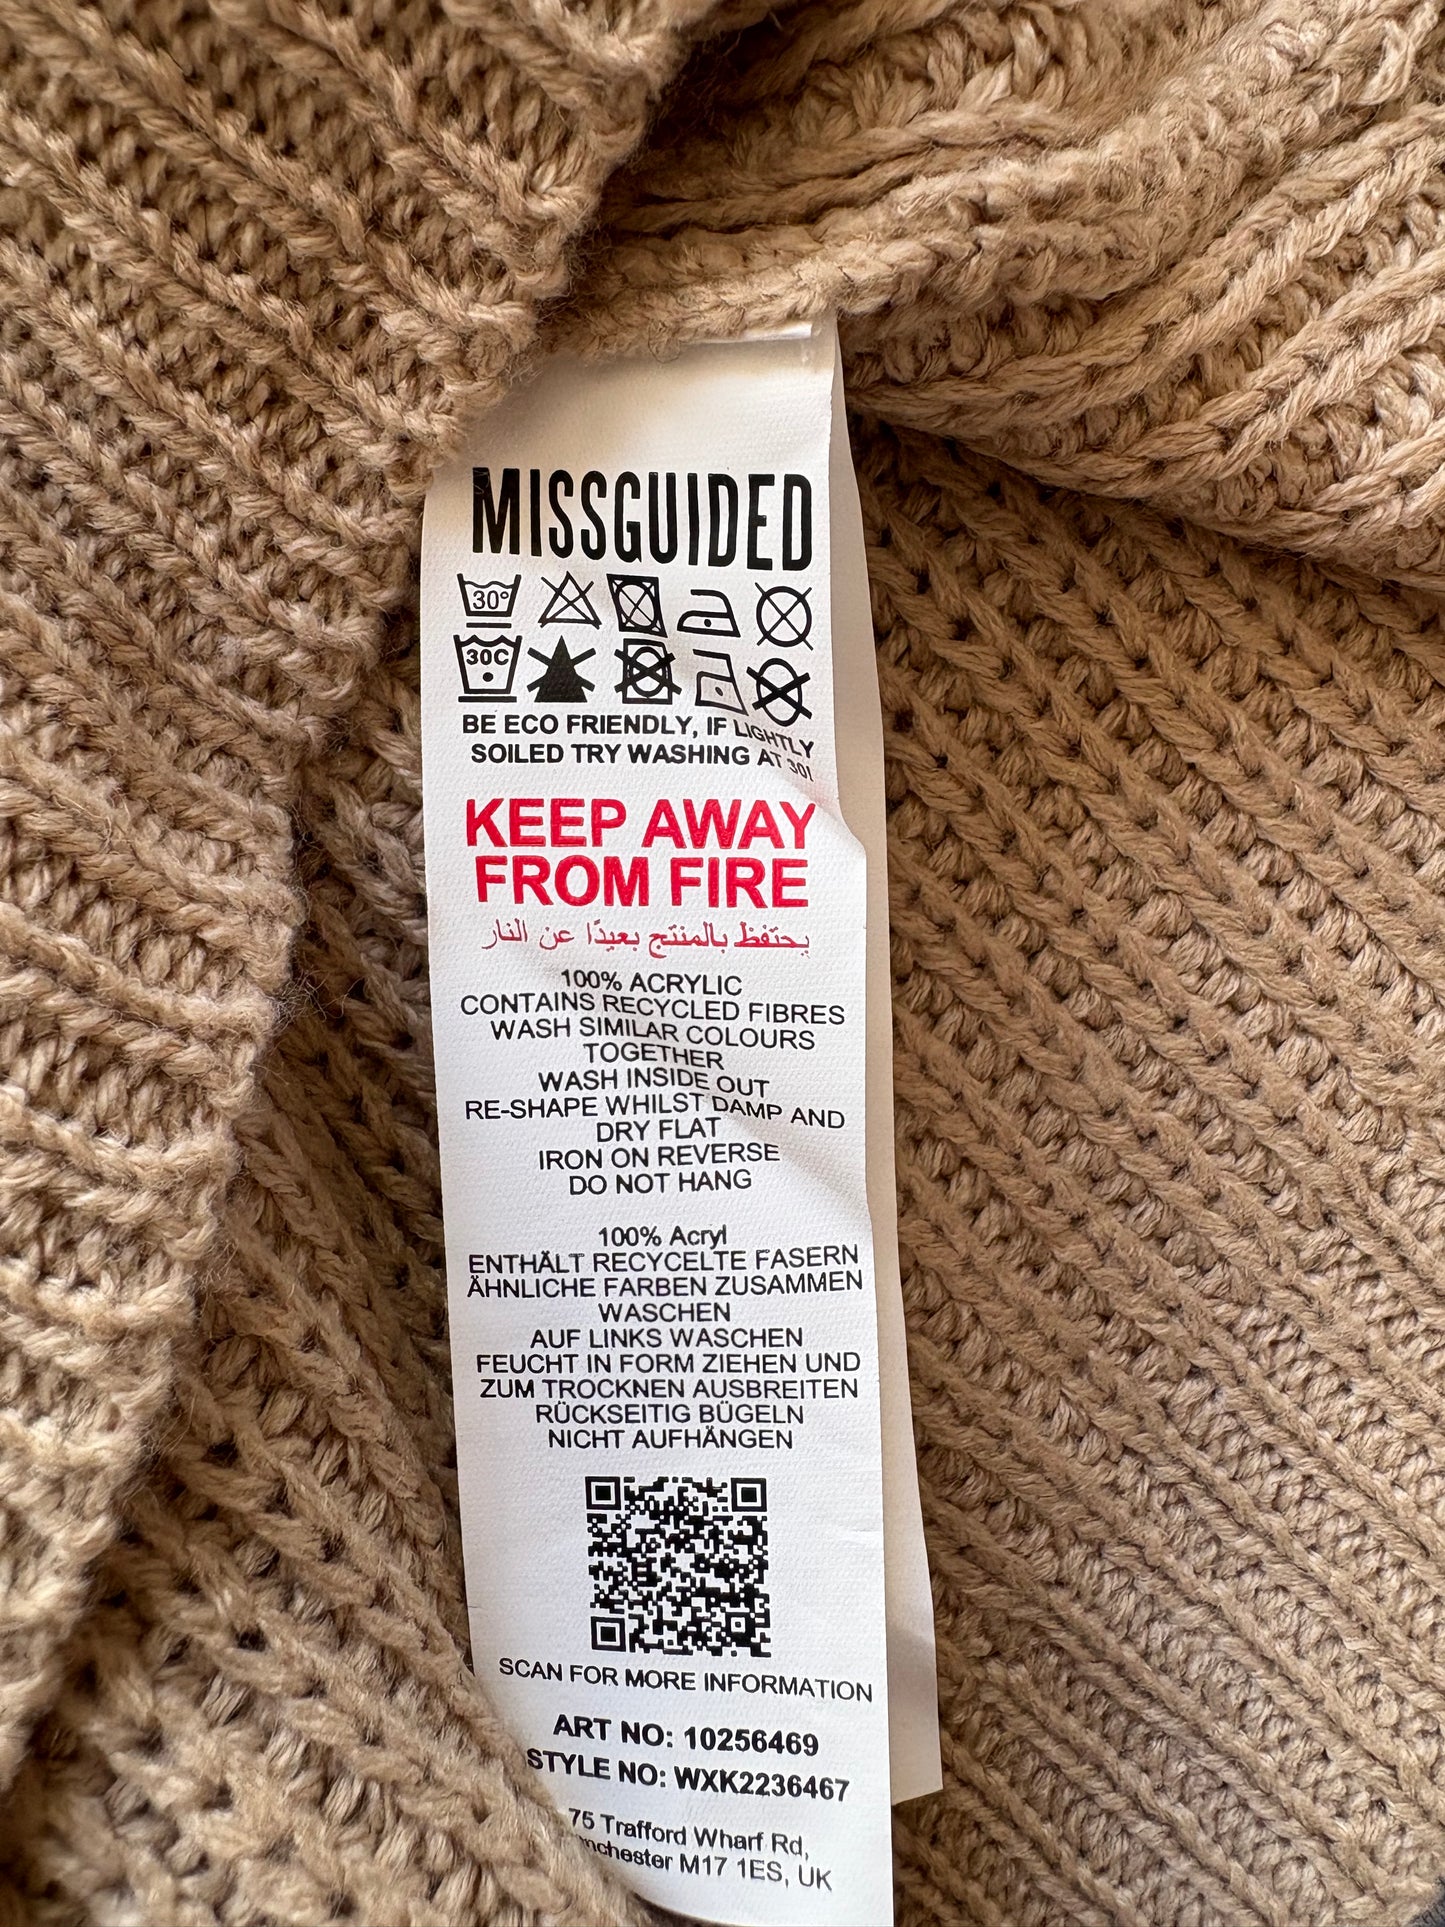 MISSGUIDED
30°
30C
BE ECO FRIENDLY, IF LIGHTLY
SOILED TRY WASHING AT 30!
KEEP AWAY
FROM FIRE
يحتفظ بالمنتج بعيدًا عن النار
100% ACRYLIC
CONTAINS RECYCLED FIBRES
WASH SIMILAR COLOURS
TOGETHER
WASH INSIDE OUT
RE-SHAPE WHILST DAMP AND
DRY FLAT
IRON ON REVERSE
DO NOT HANG
100% Acryl
ENTHÄLT RECYCELTE FASERN
ÄHNLICHE FARBEN ZUSAMMEN
WASCHEN
AUF LINKS WASCHEN
FEUCHT IN FORM ZIEHEN UND
ZUM TROCKNEN AUSBREITEN
RÜCKSEITIG BÜGELN
NICHT AUFHÄNGEN
SCAN FOR MORE INFORMATION
ART NO: 10256469
STYLE NO: WXK2236467
75 Trafford Wharf Rd,
M17 1ES, UK